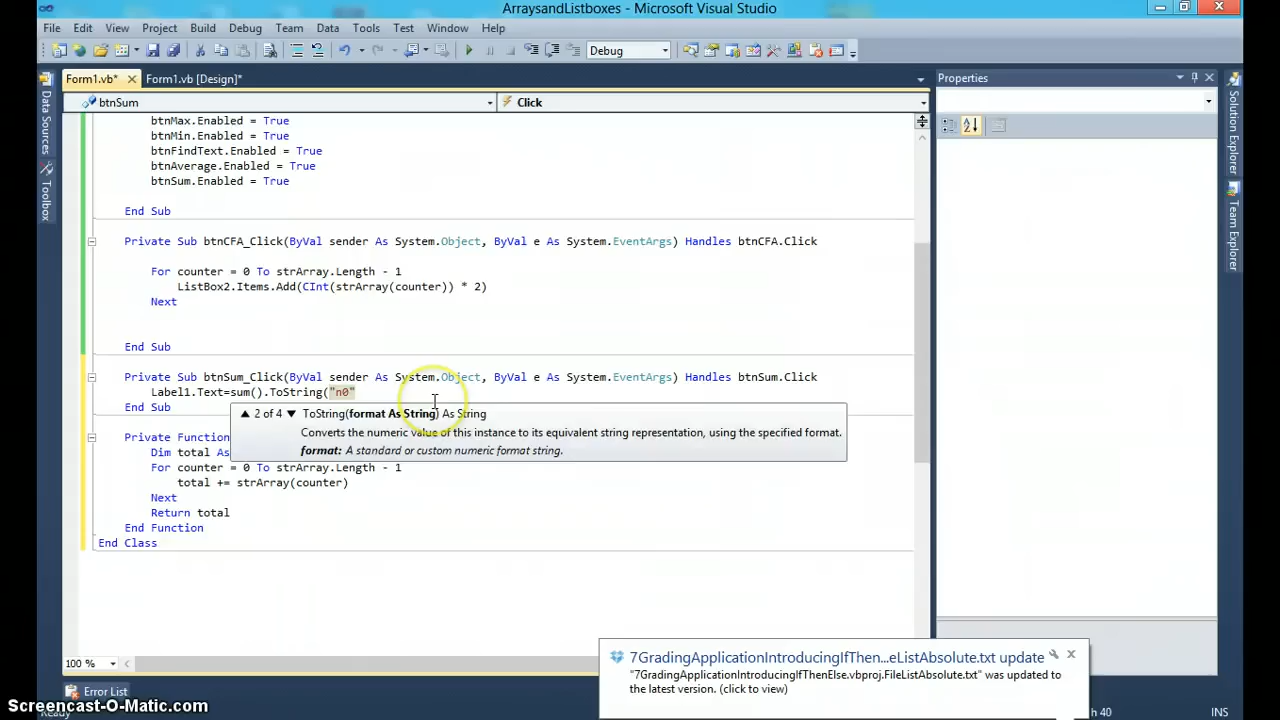 ArraysandListboxes - Microsoft Visual Studio
File Edit View Project Build Debug Team Data Tools Test Window Help
Debug
Form1.vb* Form1.vb [Design]* Properties
btnSum Click
Data Sources
Toolbox
Solution Explorer
Team Explorer
btnMax.Enabled = True
btnMin.Enabled = True
btnFindText.Enabled = True
btnAverage.Enabled = True
btnSum.Enabled = True
End Sub
Private Sub btnCFA_Click(ByVal sender As System.Object, ByVal e As System.EventArgs) Handles btnCFA.Click
For counter = 0 To strArray.Length - 1
ListBox2.Items.Add(CInt(strArray(counter)) * 2)
Next
End Sub
Private Sub btnSum_Click(ByVal sender As System.Object, ByVal e As System.EventArgs) Handles btnSum.Click
Label1.Text=sum().ToString("n0"
End Sub
2 of 4 ToString(format As String) As String
Converts the numeric value of this instance to its equivalent string representation, using the specified format.
format: A standard or custom numeric format string.
Private Function
Dim total As
For counter = 0 To strArray.Length - 1
total += strArray(counter)
Next
Return total
End Function
End Class
100 %
7GradingApplicationIntroducingIfThen...eListAbsolute.txt update
"7GradingApplicationIntroducingIfThenElse.vbproj.FileListAbsolute.txt" was updated to
the latest version. (click to view)
Error List
Screencast-O-Matic.com
Ready
h 40 INS